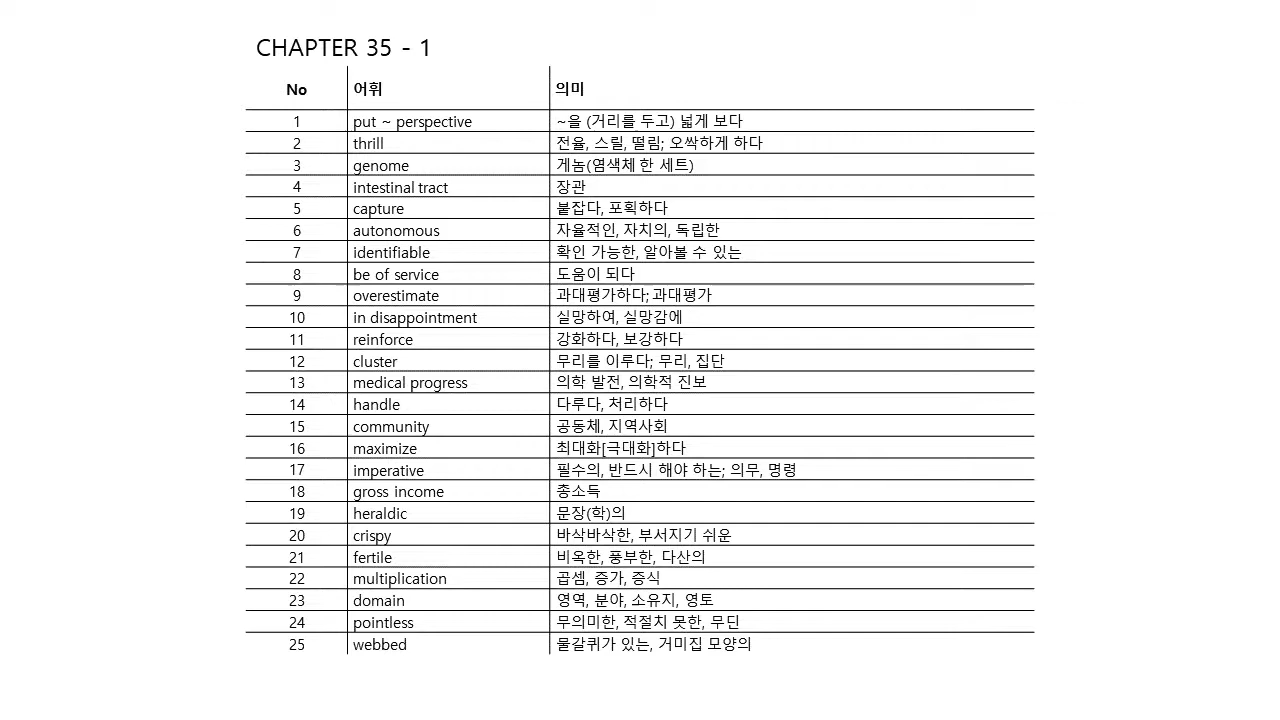 CHAPTER 35 - 1
No 어휘 의미
1 put ~ perspective ~을 (거리를 두고) 넓게 보다
2 thrill 전율, 스릴, 떨림; 오싹하게 하다
3 genome 게놈(염색체 한 세트)
4 intestinal tract 장관
5 capture 붙잡다, 포획하다
6 autonomous 자율적인, 자치의, 독립한
7 identifiable 확인 가능한, 알아볼 수 있는
8 be of service 도움이 되다
9 overestimate 과대평가하다; 과대평가
10 in disappointment 실망하여, 실망감에
11 reinforce 강화하다, 보강하다
12 cluster 무리를 이루다; 무리, 집단
13 medical progress 의학 발전, 의학적 진보
14 handle 다루다, 처리하다
15 community 공동체, 지역사회
16 maximize 최대화[극대화]하다
17 imperative 필수의, 반드시 해야 하는; 의무, 명령
18 gross income 총소득
19 heraldic 문장(학)의
20 crispy 바삭바삭한, 부서지기 쉬운
21 fertile 비옥한, 풍부한, 다산의
22 multiplication 곱셈, 증가, 증식
23 domain 영역, 분야, 소유지, 영토
24 pointless 무의미한, 적절치 못한, 무딘
25 webbed 물갈퀴가 있는, 거미집 모양의